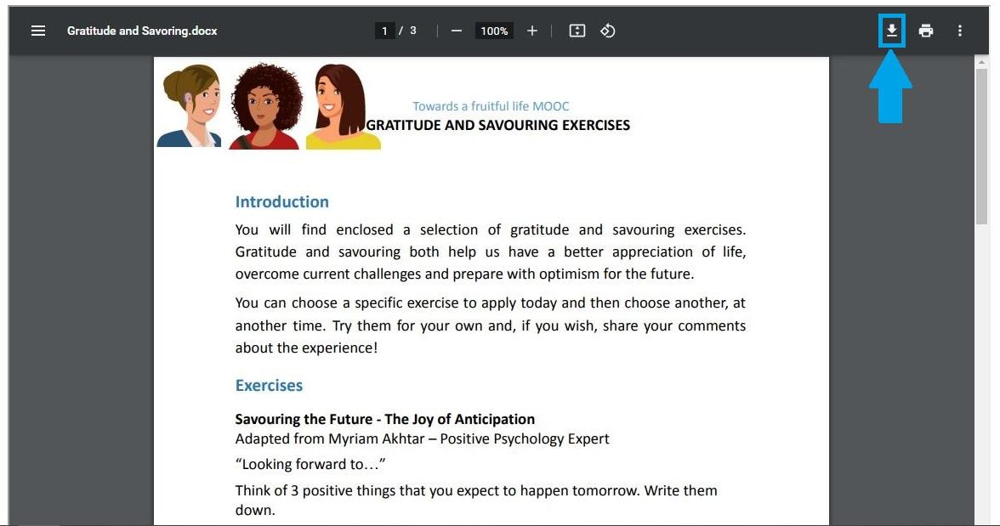 Gratitude and Savoring.docx
1 / 3
100%
Towards a fruitful life MOOC
GRATITUDE AND SAVOURING EXERCISES
Introduction
You will find enclosed a selection of gratitude and savouring exercises.
Gratitude and savouring both help us have a better appreciation of life,
overcome current challenges and prepare with optimism for the future.
You can choose a specific exercise to apply today and then choose another, at
another time. Try them for your own and, if you wish, share your comments
about the experience!
Exercises
Savouring the Future - The Joy of Anticipation
Adapted from Myriam Akhtar – Positive Psychology Expert
“Looking forward to…”
Think of 3 positive things that you expect to happen tomorrow. Write them
down.